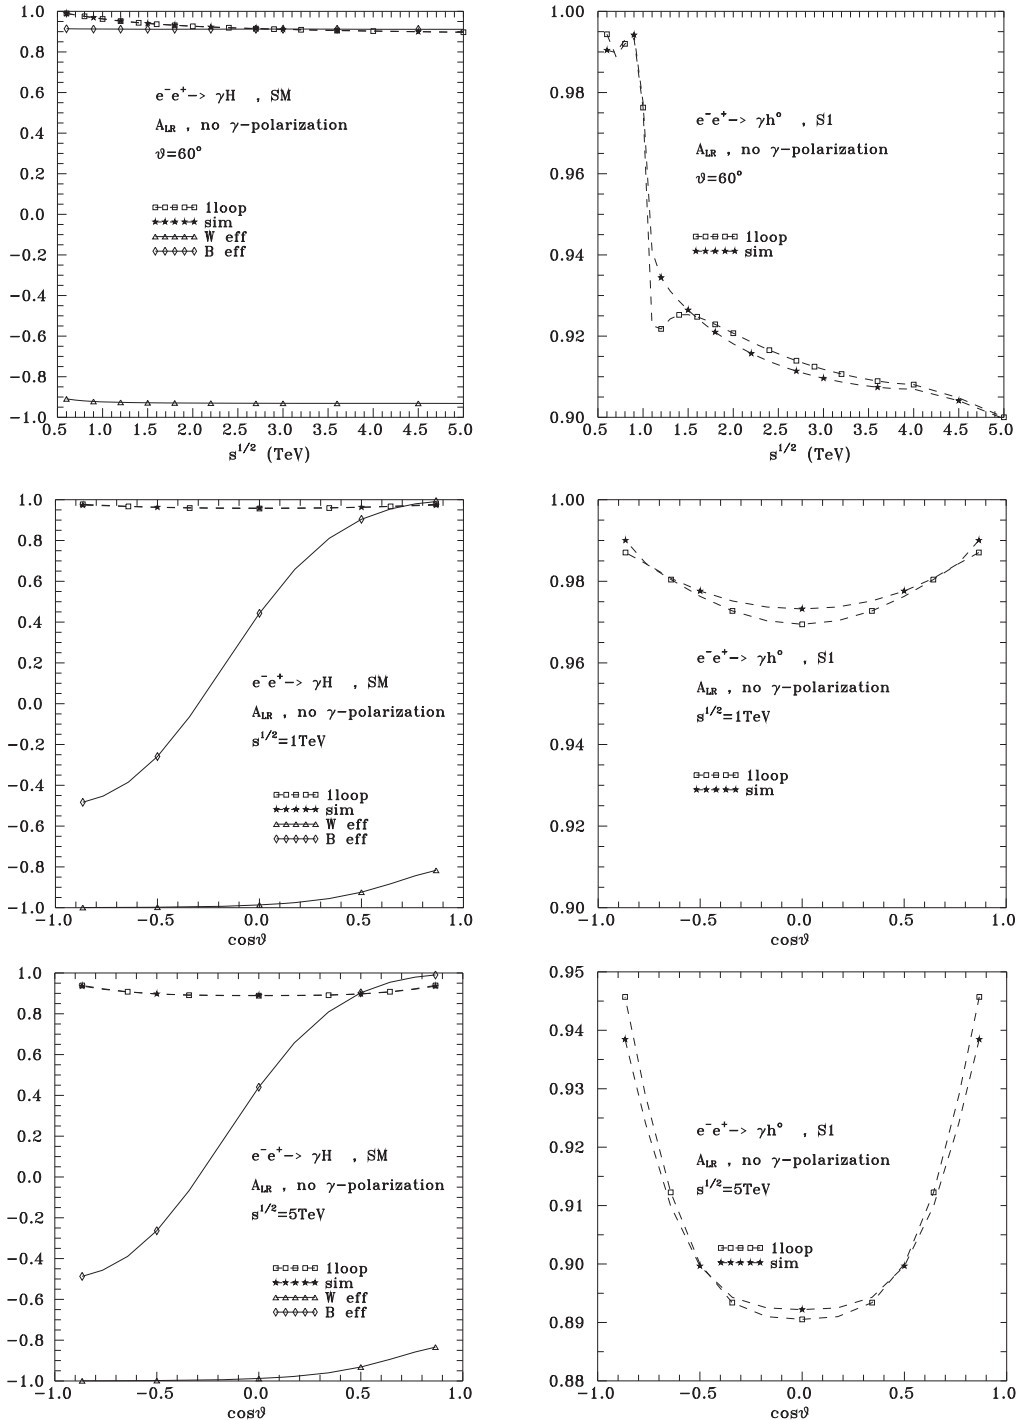 1.0
0.8
0.6
0.4
0.2
0.0
−0.2
−0.4
−0.6
−0.8
−1.0
e⁻e⁺−> γH , SM
A_LR , no γ−polarization
ϑ=60°
1loop
sim
W eff
B eff
0.5 1.0 1.5 2.0 2.5 3.0 3.5 4.0 4.5 5.0
s^1/2 (TeV)
1.00
0.98
0.96
0.94
0.92
0.90
e⁻e⁺−> γh° , S1
A_LR , no γ−polarization
ϑ=60°
1loop
sim
0.5 1.0 1.5 2.0 2.5 3.0 3.5 4.0 4.5 5.0
s^1/2 (TeV)
1.0
0.8
0.6
0.4
0.2
0.0
−0.2
−0.4
−0.6
−0.8
−1.0
e⁻e⁺−> γH , SM
A_LR , no γ−polarization
s^1/2=1TeV
1loop
sim
W eff
B eff
−1.0 −0.5 0.0 0.5 1.0
cosϑ
1.00
0.98
0.96
0.94
0.92
0.90
e⁻e⁺−> γh° , S1
A_LR , no γ−polarization
s^1/2=1TeV
1loop
sim
−1.0 −0.5 0.0 0.5 1.0
cosϑ
1.0
0.8
0.6
0.4
0.2
0.0
−0.2
−0.4
−0.6
−0.8
−1.0
e⁻e⁺−> γH , SM
A_LR , no γ−polarization
s^1/2=5TeV
1loop
sim
W eff
B eff
−1.0 −0.5 0.0 0.5 1.0
cosϑ
0.95
0.94
0.93
0.92
0.91
0.90
0.89
0.88
e⁻e⁺−> γh° , S1
A_LR , no γ−polarization
s^1/2=5TeV
1loop
sim
−1.0 −0.5 0.0 0.5 1.0
cosϑ